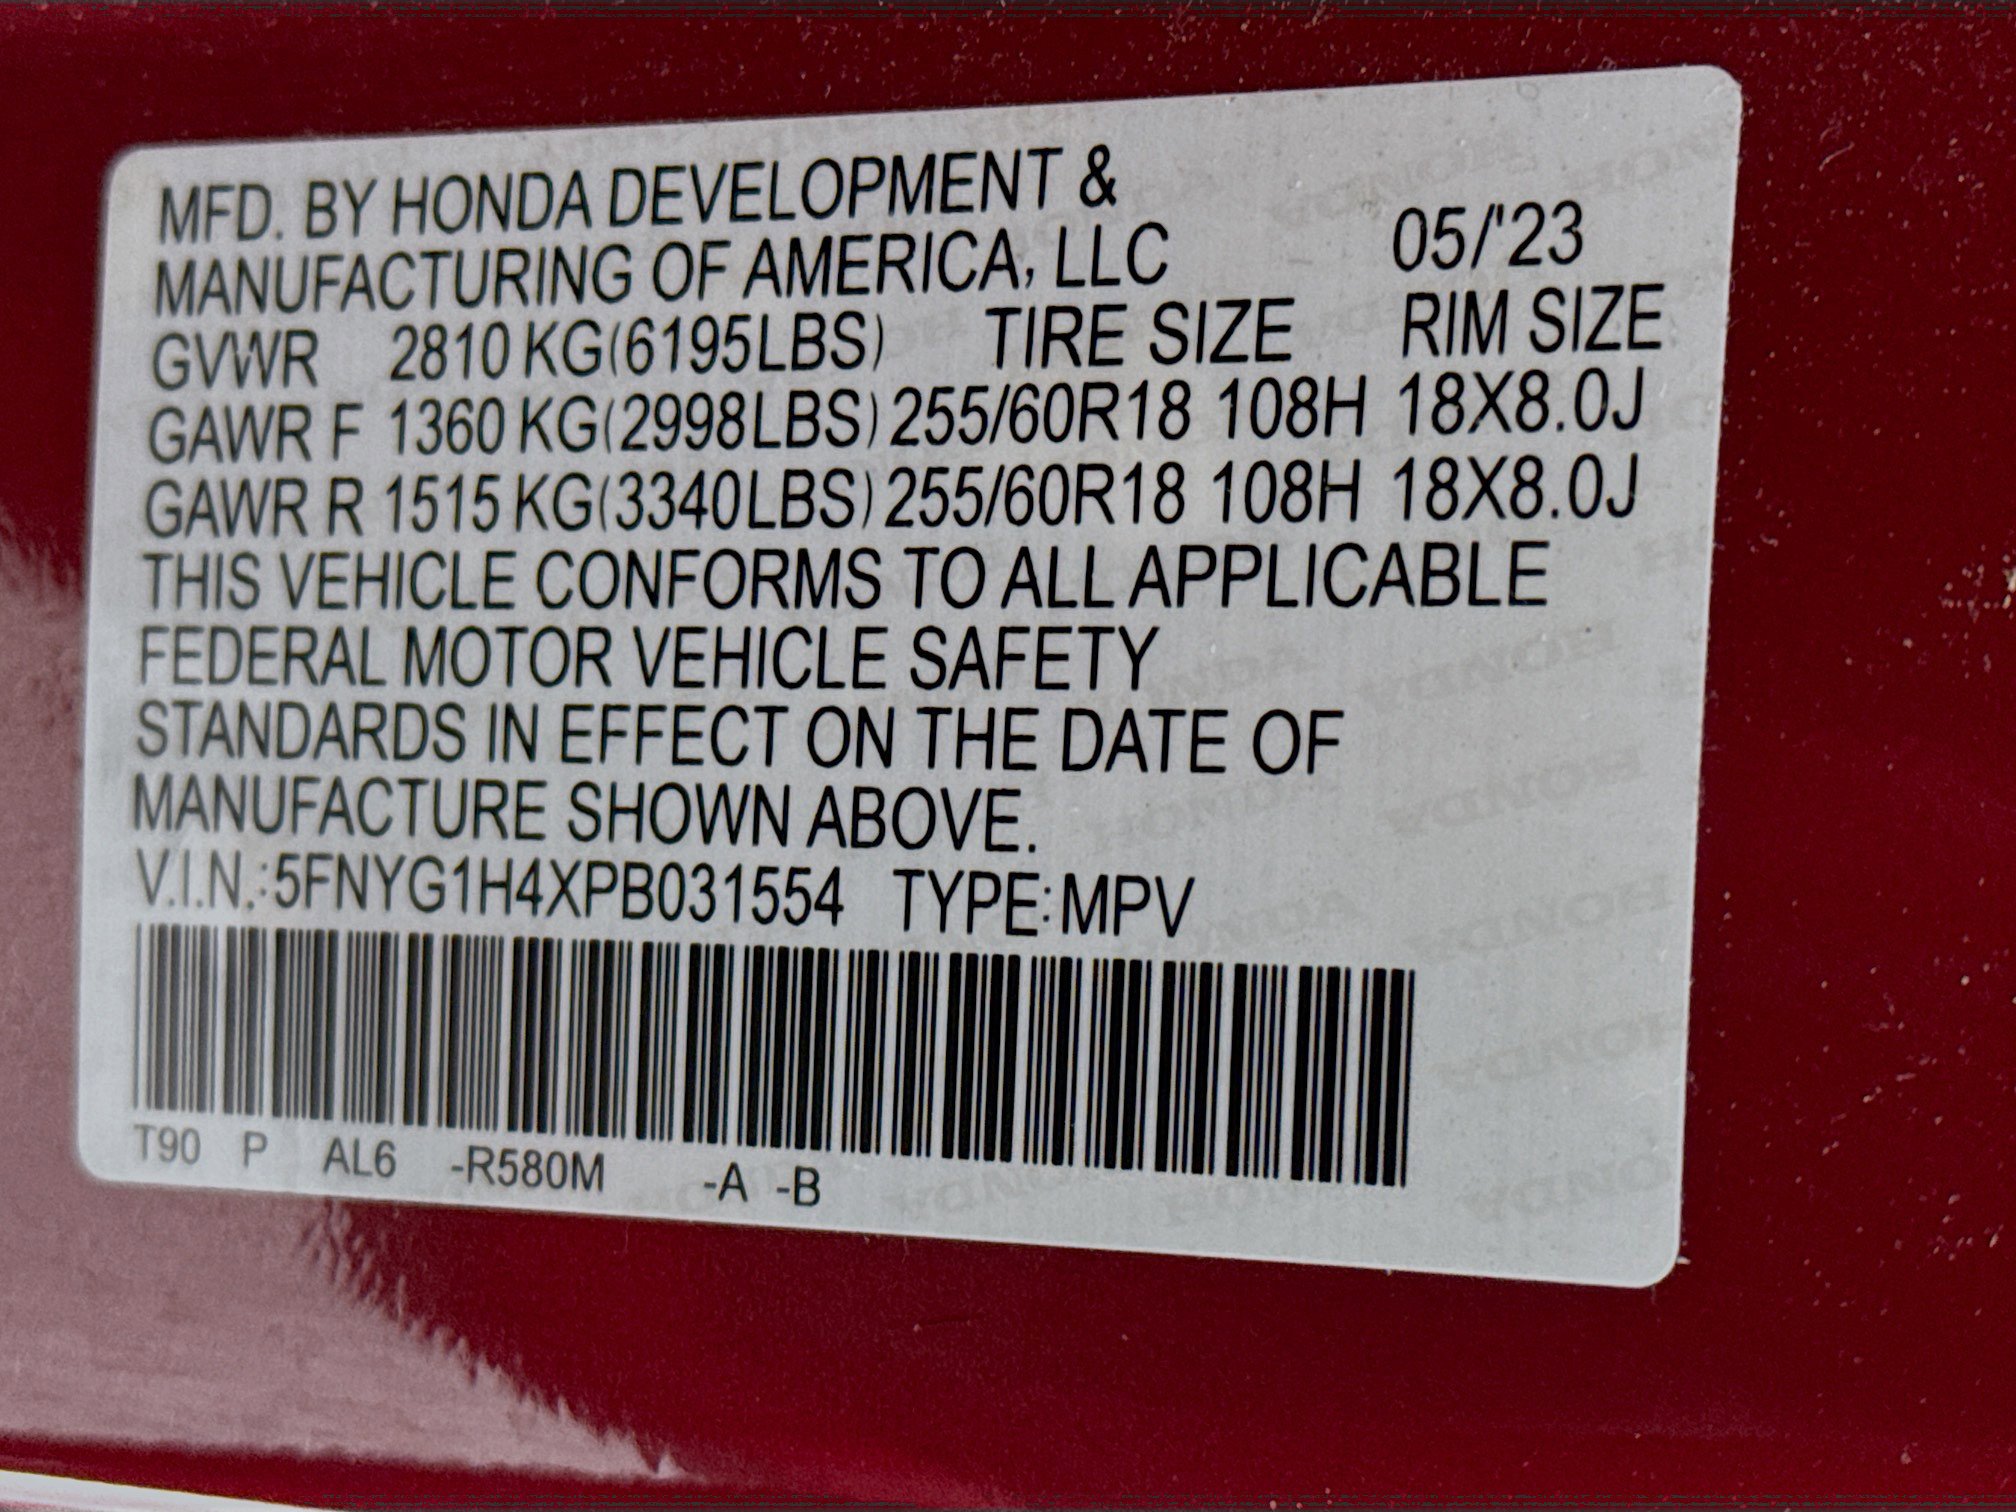 MFD. BY HONDA DEVELOPMENT &
MANUFACTURING OF AMERICA, LLC 05/'23
GVWR 2810 KG(6195LBS) TIRE SIZE RIM SIZE
GAWR F 1360 KG(2998LBS) 255/60R18 108H 18X8.0J
GAWR R 1515 KG(3340LBS) 255/60R18 108H 18X8.0J
THIS VEHICLE CONFORMS TO ALL APPLICABLE
FEDERAL MOTOR VEHICLE SAFETY
STANDARDS IN EFFECT ON THE DATE OF
MANUFACTURE SHOWN ABOVE.
V.I.N.:5FNYG1H4XPB031554 TYPE:MPV
T90 P AL6 -R580M -A -B